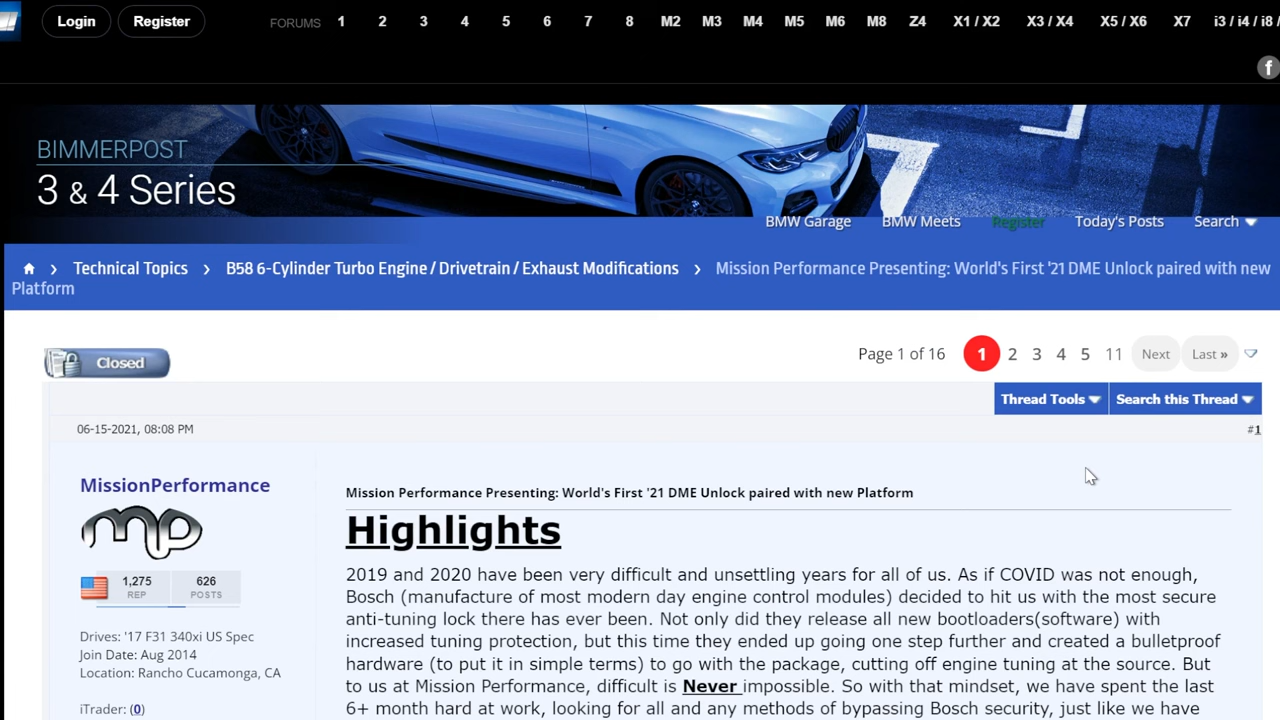 Login
Register
FORUMS 1 2 3 4 5 6 7 8 M2 M3 M4 M5 M6 M8 Z4 X1 / X2 X3 / X4 X5 / X6 X7 i3 / i4 / i8 /
f
BIMMERPOST
3 & 4 Series
BMW Garage BMW Meets Register Today's Posts Search
Technical Topics › B58 6-Cylinder Turbo Engine / Drivetrain / Exhaust Modifications › Mission Performance Presenting: World's First '21 DME Unlock paired with new
Platform
Closed
Page 1 of 16 1 2 3 4 5 11 Next Last »
Thread Tools Search this Thread
06-15-2021, 08:08 PM
#1
MissionPerformance
mp
1,275 626
REP POSTS
Drives: '17 F31 340xi US Spec
Join Date: Aug 2014
Location: Rancho Cucamonga, CA
iTrader: (0)
Mission Performance Presenting: World's First '21 DME Unlock paired with new Platform
Highlights
2019 and 2020 have been very difficult and unsettling years for all of us. As if COVID was not enough,
Bosch (manufacture of most modern day engine control modules) decided to hit us with the most secure
anti-tuning lock there has ever been. Not only did they release all new bootloaders(software) with
increased tuning protection, but this time they ended up going one step further and created a bulletproof
hardware (to put it in simple terms) to go with the package, cutting off engine tuning at the source. But
to us at Mission Performance, difficult is Never impossible. So with that mindset, we have spent the last
6+ month hard at work, looking for all and any methods of bypassing Bosch security, just like we have